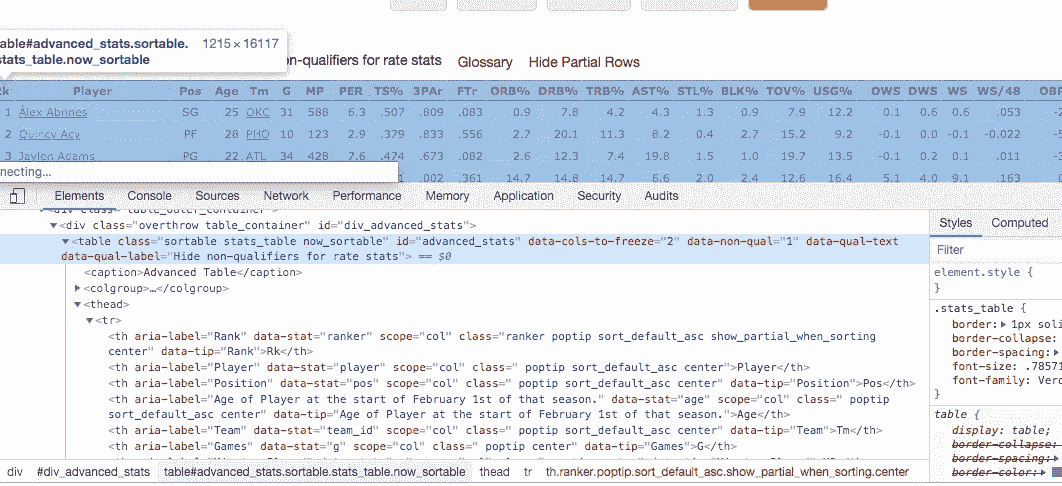 able#advanced_stats.sortable. 1215 × 16117
stats_table.now_sortable
on-qualifiers for rate stats Glossary Hide Partial Rows
Rk Player Pos Age Tm G MP PER TS% 3PAr FTr ORB% DRB% TRB% AST% STL% BLK% TOV% USG% OWS DWS WS WS/48 OB
1 Álex Abrines SG 25 OKC 31 588 6.3 .507 .809 .083 0.9 7.8 4.2 4.3 1.3 0.9 7.9 12.2 0.1 0.6 0.6 .053 -2
2 Quincy Acy PF 28 PHO 10 123 2.9 .379 .833 .556 2.7 20.1 11.3 8.2 0.4 2.7 15.2 9.2 -0.1 0.0 -0.1 -0.022 -5
3 Jaylen Adams PG 22 ATL 34 428 7.6 .474 .673 .082 2.6 12.3 7.4 19.8 1.5 1.0 19.7 13.5 -0.1 0.2 0.1 .011 -3
necting... 1 .002 .361 14.7 14.8 14.7 6.6 2.0 2.4 12.6 16.4 5.1 4.0 9.1 .163
Elements Console Sources Network Performance Memory Application Security Audits
<div class="table_outer_container">
▼<div class="overthrow table_container" id="div_advanced_stats">
▼<table class="sortable stats_table now_sortable" id="advanced_stats" data-cols-to-freeze="2" data-non-qual="1" data-qual-text
data-qual-label="Hide non-qualifiers for rate stats"> == $0
<caption>Advanced Table</caption>
▶<colgroup>…</colgroup>
▼<thead>
▼<tr>
<th aria-label="Rank" data-stat="ranker" scope="col" class="ranker poptip sort_default_asc show_partial_when_sorting
center" data-tip="Rank">Rk</th>
<th aria-label="Player" data-stat="player" scope="col" class=" poptip sort_default_asc center">Player</th>
<th aria-label="Position" data-stat="pos" scope="col" class=" poptip sort_default_asc center" data-tip="Position">Pos</th>
<th aria-label="Age of Player at the start of February 1st of that season." data-stat="age" scope="col" class=" poptip
sort_default_asc center" data-tip="Age of Player at the start of February 1st of that season.">Age</th>
<th aria-label="Team" data-stat="team_id" scope="col" class=" poptip sort_default_asc center" data-tip="Team">Tm</th>
<th aria-label="Games" data-stat="g" scope="col" class=" poptip center" data-tip="Games">G</th>
div #div_advanced_stats table#advanced_stats.sortable.stats_table.now_sortable thead tr th.ranker.poptip.sort_default_asc.show_partial_when_sorting.center
Styles Computed
Filter
element.style {
}
.stats_table {
border:▶ 1px soli
border-collapse:
border-spacing:▶
font-size: .78571
font-family: Verd
}
table {
display: table;
border-collapse:
border-spacing:▶
border-color:▶